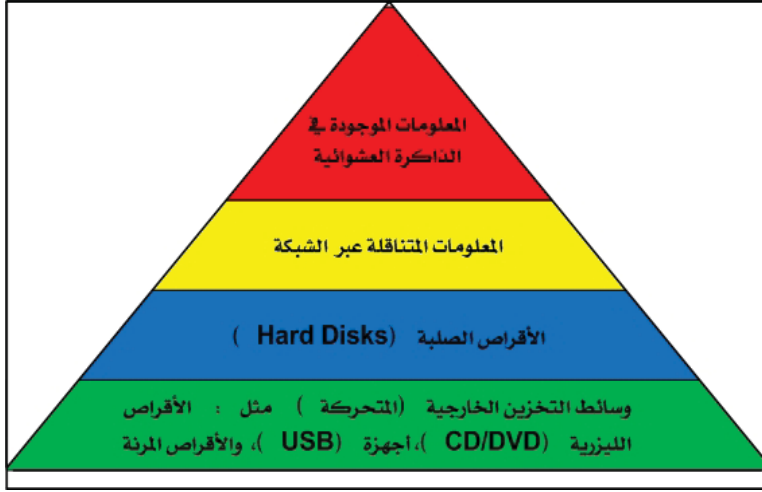 المعلومات الموجودة في
الذاكرة العشوائية
المعلومات المتناقلة عبر الشبكة
الأقراص الصلبة (Hard Disks)
وسائط التخزين الخارجية (المتحركة) مثل : الأقراص
الليزرية (CD/DVD)، أجهزة (USB)، والأقراص المرنة